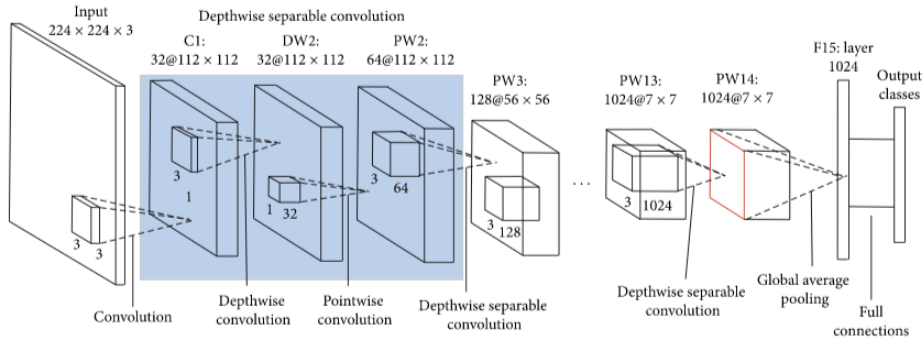 Input
224 × 224 × 3
Depthwise separable convolution
C1:
32@112 × 112
DW2:
32@112 × 112
PW2:
64@112 × 112
PW3:
128@56 × 56
PW13:
1024@7 × 7
PW14:
1024@7 × 7
F15: layer
1024
Output
classes
3
3
3
1
1
32
3
64
3
128
...
3
1024
Convolution
Depthwise
convolution
Pointwise
convolution
Depthwise separable
convolution
Depthwise separable
convolution
Global average
pooling
Full
connections